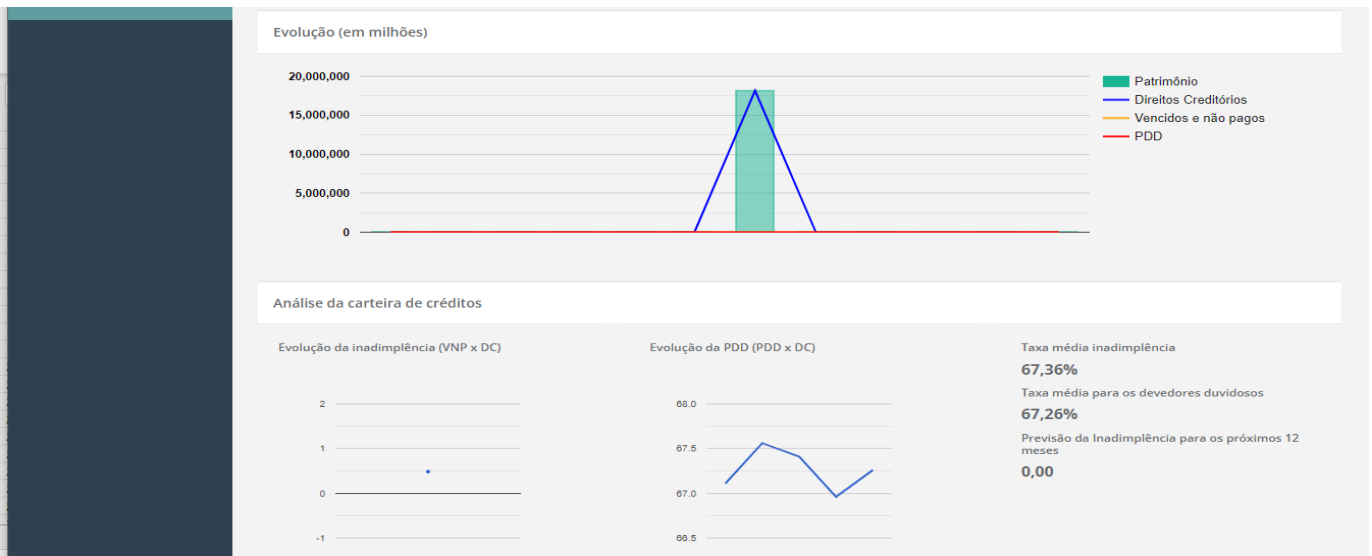 Evolução (em milhões)
20,000,000
15,000,000
10,000,000
5,000,000
0
Patrimônio
Direitos Creditórios
Vencidos e não pagos
PDD
Análise da carteira de créditos
Evolução da inadimplência (VNP x DC)
2
1
0
-1
Evolução da PDD (PDD x DC)
68.0
67.5
67.0
66.5
Taxa média inadimplência
67,36%
Taxa média para os devedores duvidosos
67,26%
Previsão da Inadimplência para os próximos 12
meses
0,00